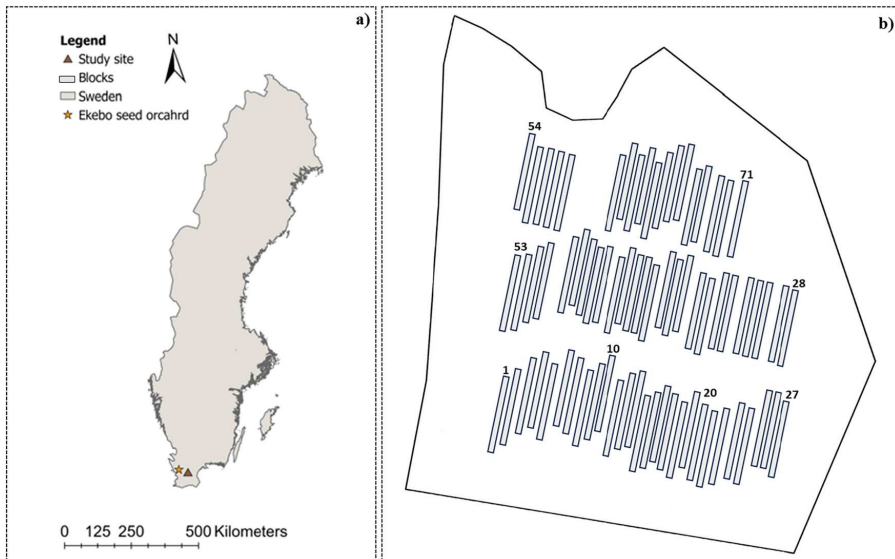 a)
Legend
N
Study site
Blocks
Sweden
Ekebo seed orcahrd
0 125 250 500 Kilometers
b)
54
71
53
28
1
10
20
27